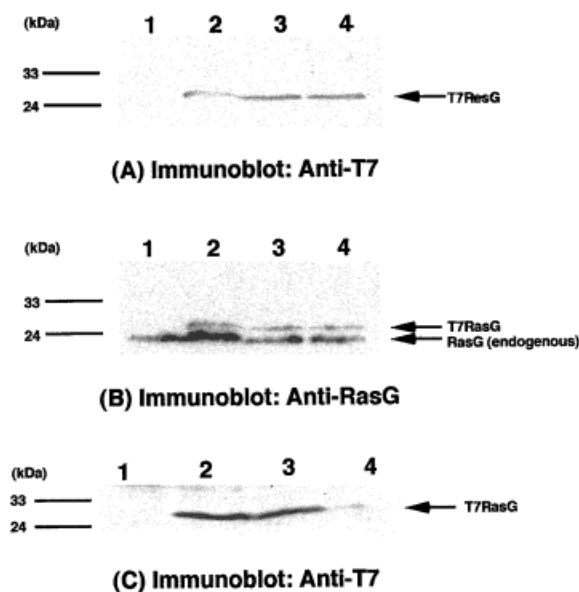 (kDa) 1 2 3 4
33
24
T7ResG
(A) Immunoblot: Anti-T7
(kDa) 1 2 3 4
33
24
T7RasG
RasG (endogenous)
(B) Immunoblot: Anti-RasG
(kDa) 1 2 3 4
33
24
T7RasG
(C) Immunoblot: Anti-T7